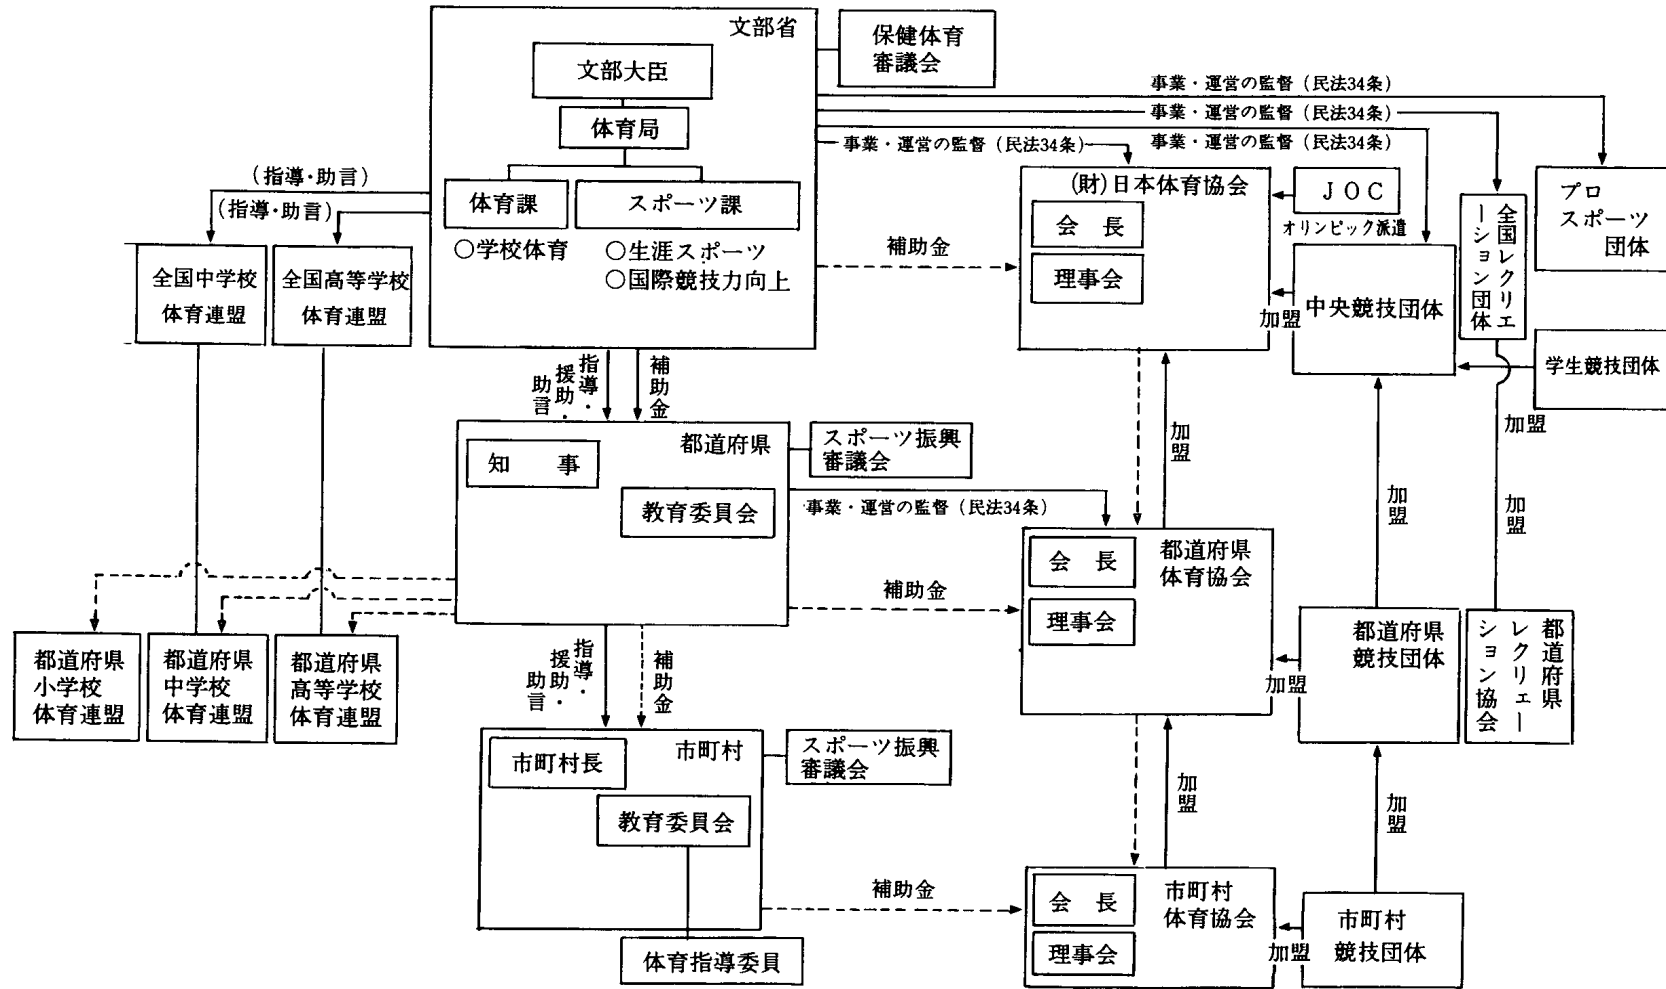 文部省
文部大臣
体育局
体育課
スポーツ課
○学校体育
○生涯スポーツ
○国際競技力向上
保健体育
審議会
事業・運営の監督（民法34条）
事業・運営の監督（民法34条）
事業・運営の監督（民法34条）
事業・運営の監督（民法34条）
（指導・助言）
（指導・助言）
全国中学校
体育連盟
全国高等学校
体育連盟
補助金
(財)日本体育協会
会　長
理事会
ＪＯＣ
オリンピック派遣
加盟
中央競技団体
全国レクリエ
ーション団体
プロ
スポーツ
団体
学生競技団体
加盟
指導・
援助・
助言
補助金
加盟
加盟
加盟
都道府県
知　事
教育委員会
スポーツ振興
審議会
事業・運営の監督（民法34条）
補助金
会　長
理事会
都道府県
体育協会
加盟
都道府県
競技団体
都道府県
レクリェー
ション協会
都道府県
小学校
体育連盟
都道府県
中学校
体育連盟
都道府県
高等学校
体育連盟
指導・
援助・
助言
補助金
加盟
加盟
市町村
市町村長
教育委員会
スポーツ振興
審議会
体育指導委員
補助金
会　長
理事会
市町村
体育協会
加盟
市町村
競技団体